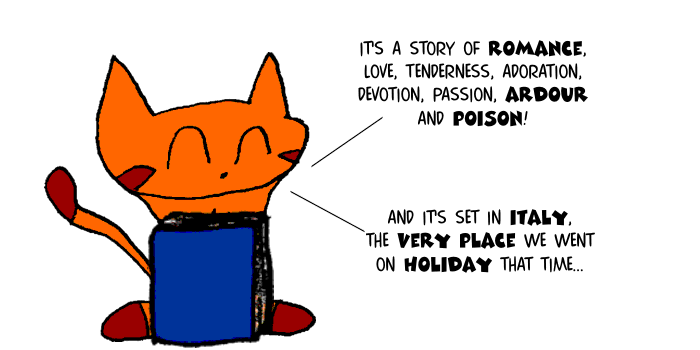 IT'S A STORY OF ROMANCE,
LOVE, TENDERNESS, ADORATION,
DEVOTION, PASSION, ARDOUR
AND POISON!
AND IT'S SET IN ITALY,
THE VERY PLACE WE WENT
ON HOLIDAY THAT TIME...